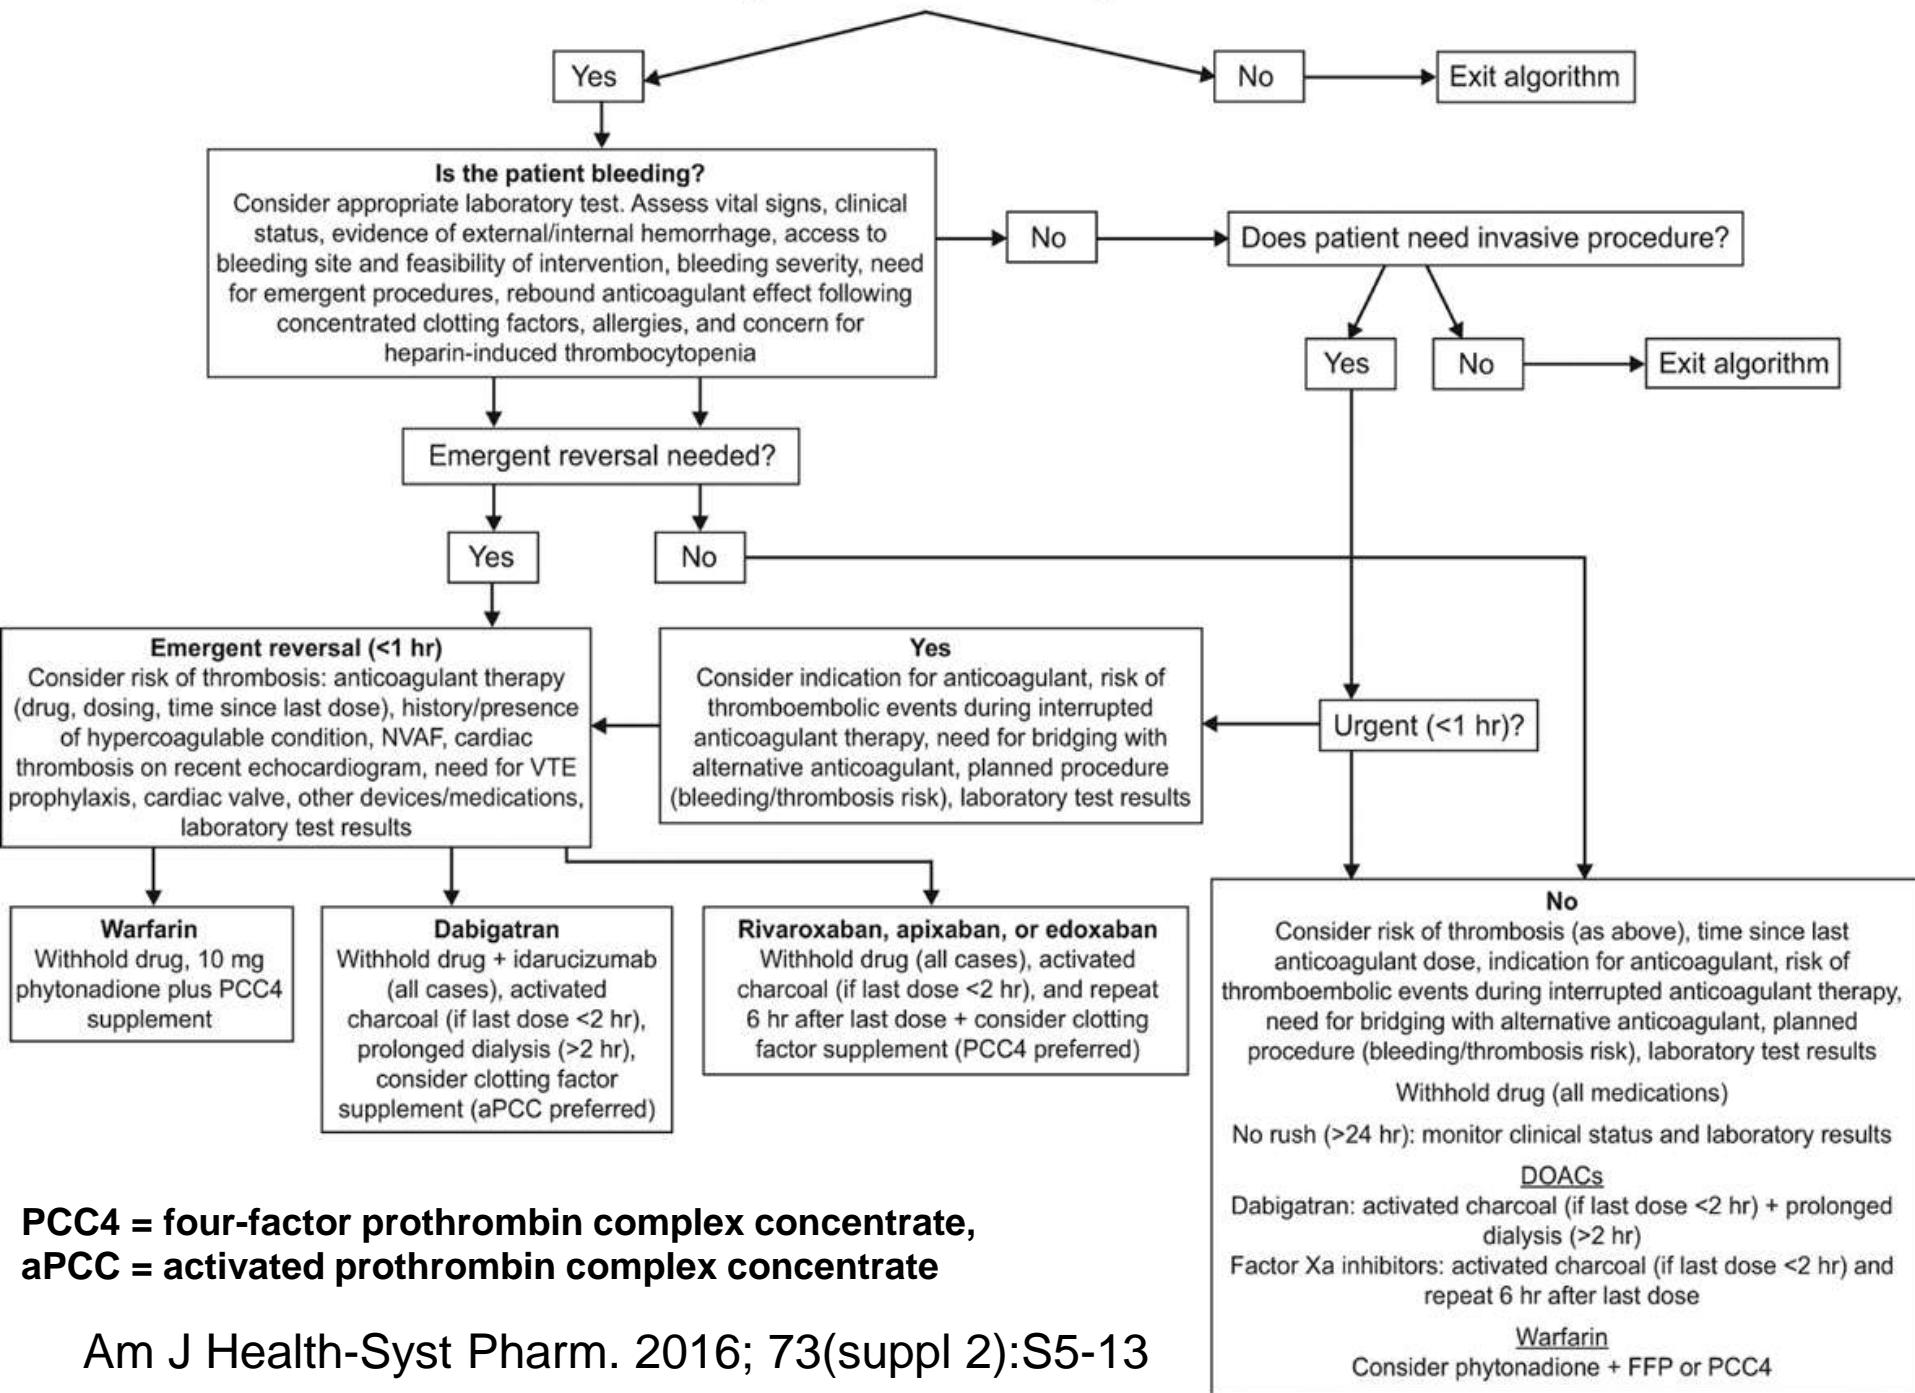 Yes
No
Exit algorithm
Is the patient bleeding?
Consider appropriate laboratory test. Assess vital signs, clinical
status, evidence of external/internal hemorrhage, access to
bleeding site and feasibility of intervention, bleeding severity, need
for emergent procedures, rebound anticoagulant effect following
concentrated clotting factors, allergies, and concern for
heparin-induced thrombocytopenia
No
Does patient need invasive procedure?
Yes
No
Exit algorithm
Emergent reversal needed?
Yes
No
Emergent reversal (<1 hr)
Consider risk of thrombosis: anticoagulant therapy
(drug, dosing, time since last dose), history/presence
of hypercoagulable condition, NVAF, cardiac
thrombosis on recent echocardiogram, need for VTE
prophylaxis, cardiac valve, other devices/medications,
laboratory test results
Yes
Consider indication for anticoagulant, risk of
thromboembolic events during interrupted
anticoagulant therapy, need for bridging with
alternative anticoagulant, planned procedure
(bleeding/thrombosis risk), laboratory test results
Urgent (<1 hr)?
Warfarin
Withhold drug, 10 mg
phytonadione plus PCC4
supplement
Dabigatran
Withhold drug + idarucizumab
(all cases), activated
charcoal (if last dose <2 hr),
prolonged dialysis (>2 hr),
consider clotting factor
supplement (aPCC preferred)
Rivaroxaban, apixaban, or edoxaban
Withhold drug (all cases), activated
charcoal (if last dose <2 hr), and repeat
6 hr after last dose + consider clotting
factor supplement (PCC4 preferred)
No
Consider risk of thrombosis (as above), time since last
anticoagulant dose, indication for anticoagulant, risk of
thromboembolic events during interrupted anticoagulant therapy,
need for bridging with alternative anticoagulant, planned
procedure (bleeding/thrombosis risk), laboratory test results
Withhold drug (all medications)
No rush (>24 hr): monitor clinical status and laboratory results
DOACs
Dabigatran: activated charcoal (if last dose <2 hr) + prolonged
dialysis (>2 hr)
Factor Xa inhibitors: activated charcoal (if last dose <2 hr) and
repeat 6 hr after last dose
Warfarin
Consider phytonadione + FFP or PCC4
PCC4 = four-factor prothrombin complex concentrate,
aPCC = activated prothrombin complex concentrate
Am J Health-Syst Pharm. 2016; 73(suppl 2):S5-13